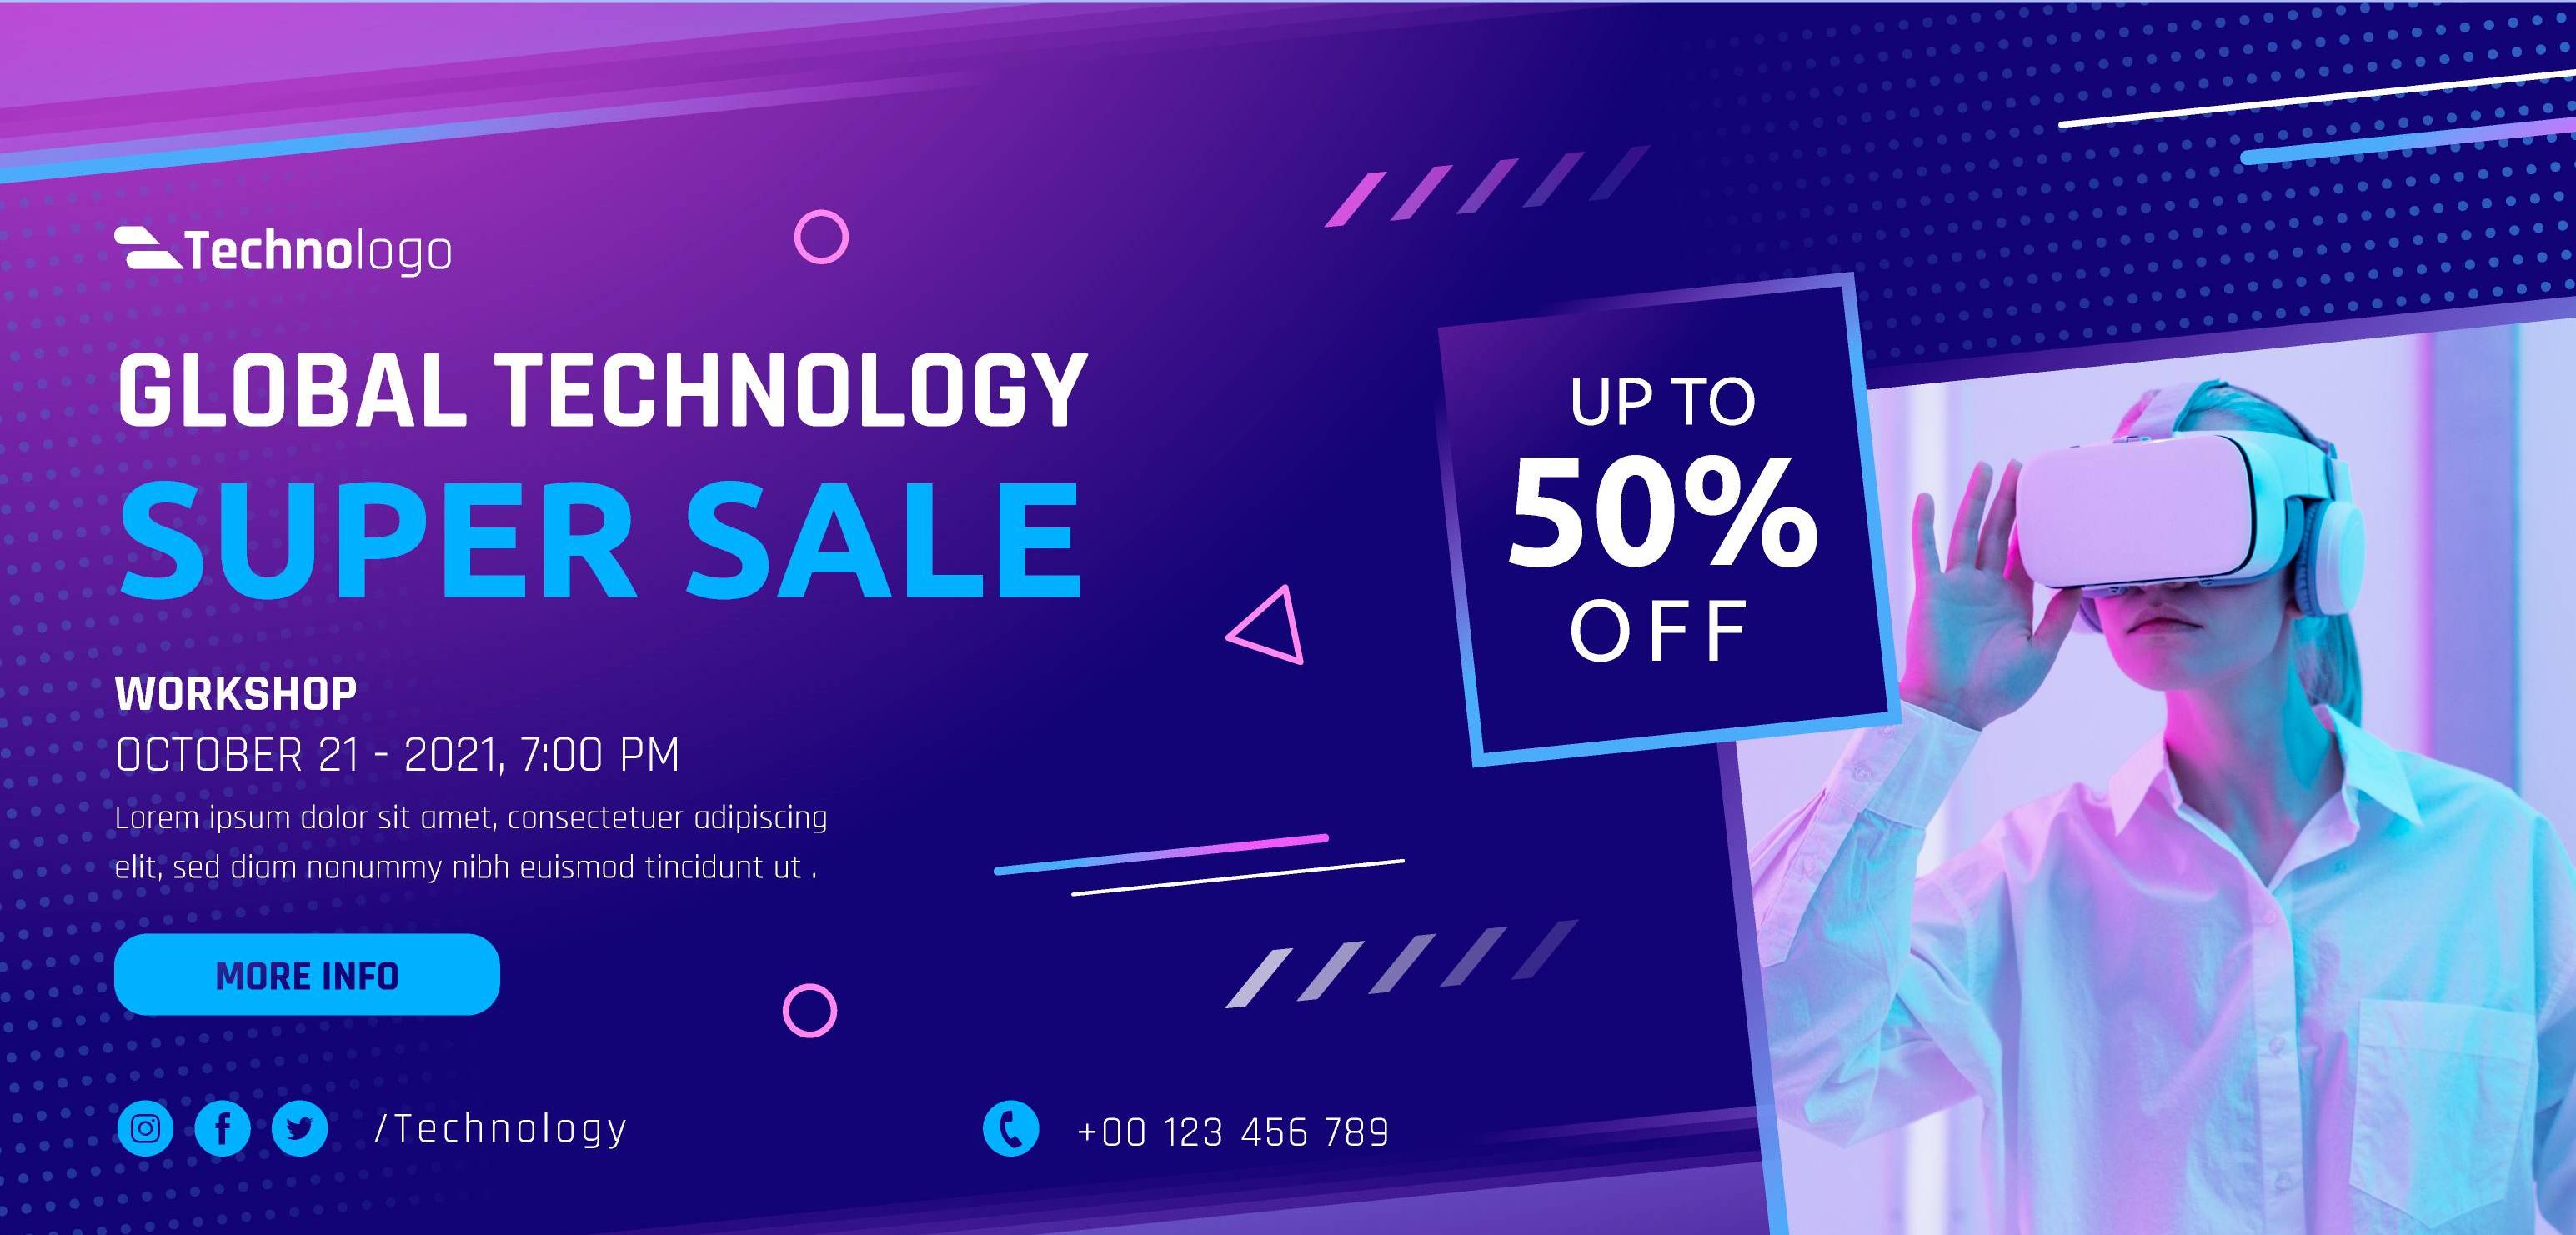 Technologo
GLOBAL TECHNOLOGY
SUPER SALE
WORKSHOP
OCTOBER 21 - 2021, 7:00 PM
Lorem ipsum dolor sit amet, consectetuer adipiscing
elit, sed diam nonummy nibh euismod tincidunt ut .
MORE INFO
/Technology
+00 123 456 789
UP TO
50%
OFF